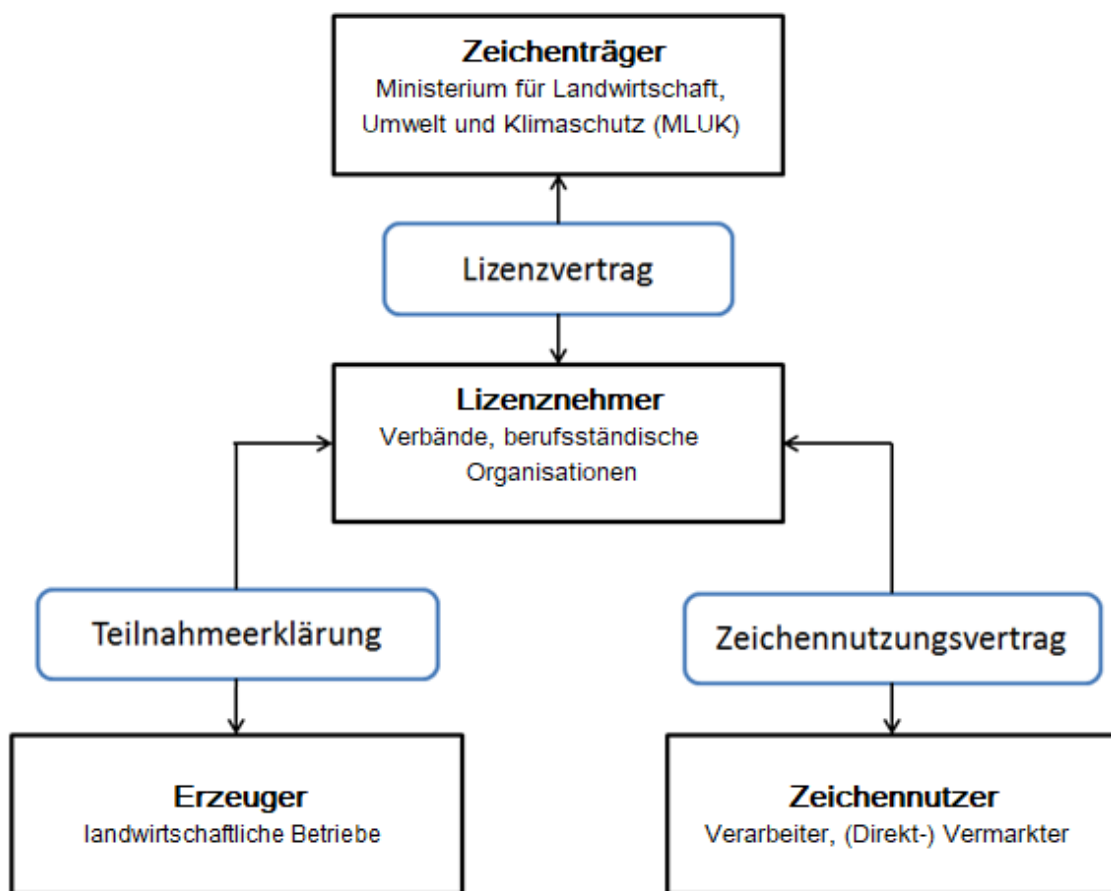 Zeichenträger
Ministerium für Landwirtschaft,
Umwelt und Klimaschutz (MLUK)
Lizenzvertrag
Lizenznehmer
Verbände, berufsständische
Organisationen
Teilnahmeerklärung
Zeichennutzungsvertrag
Erzeuger
landwirtschaftliche Betriebe
Zeichennutzer
Verarbeiter, (Direkt-) Vermarkter